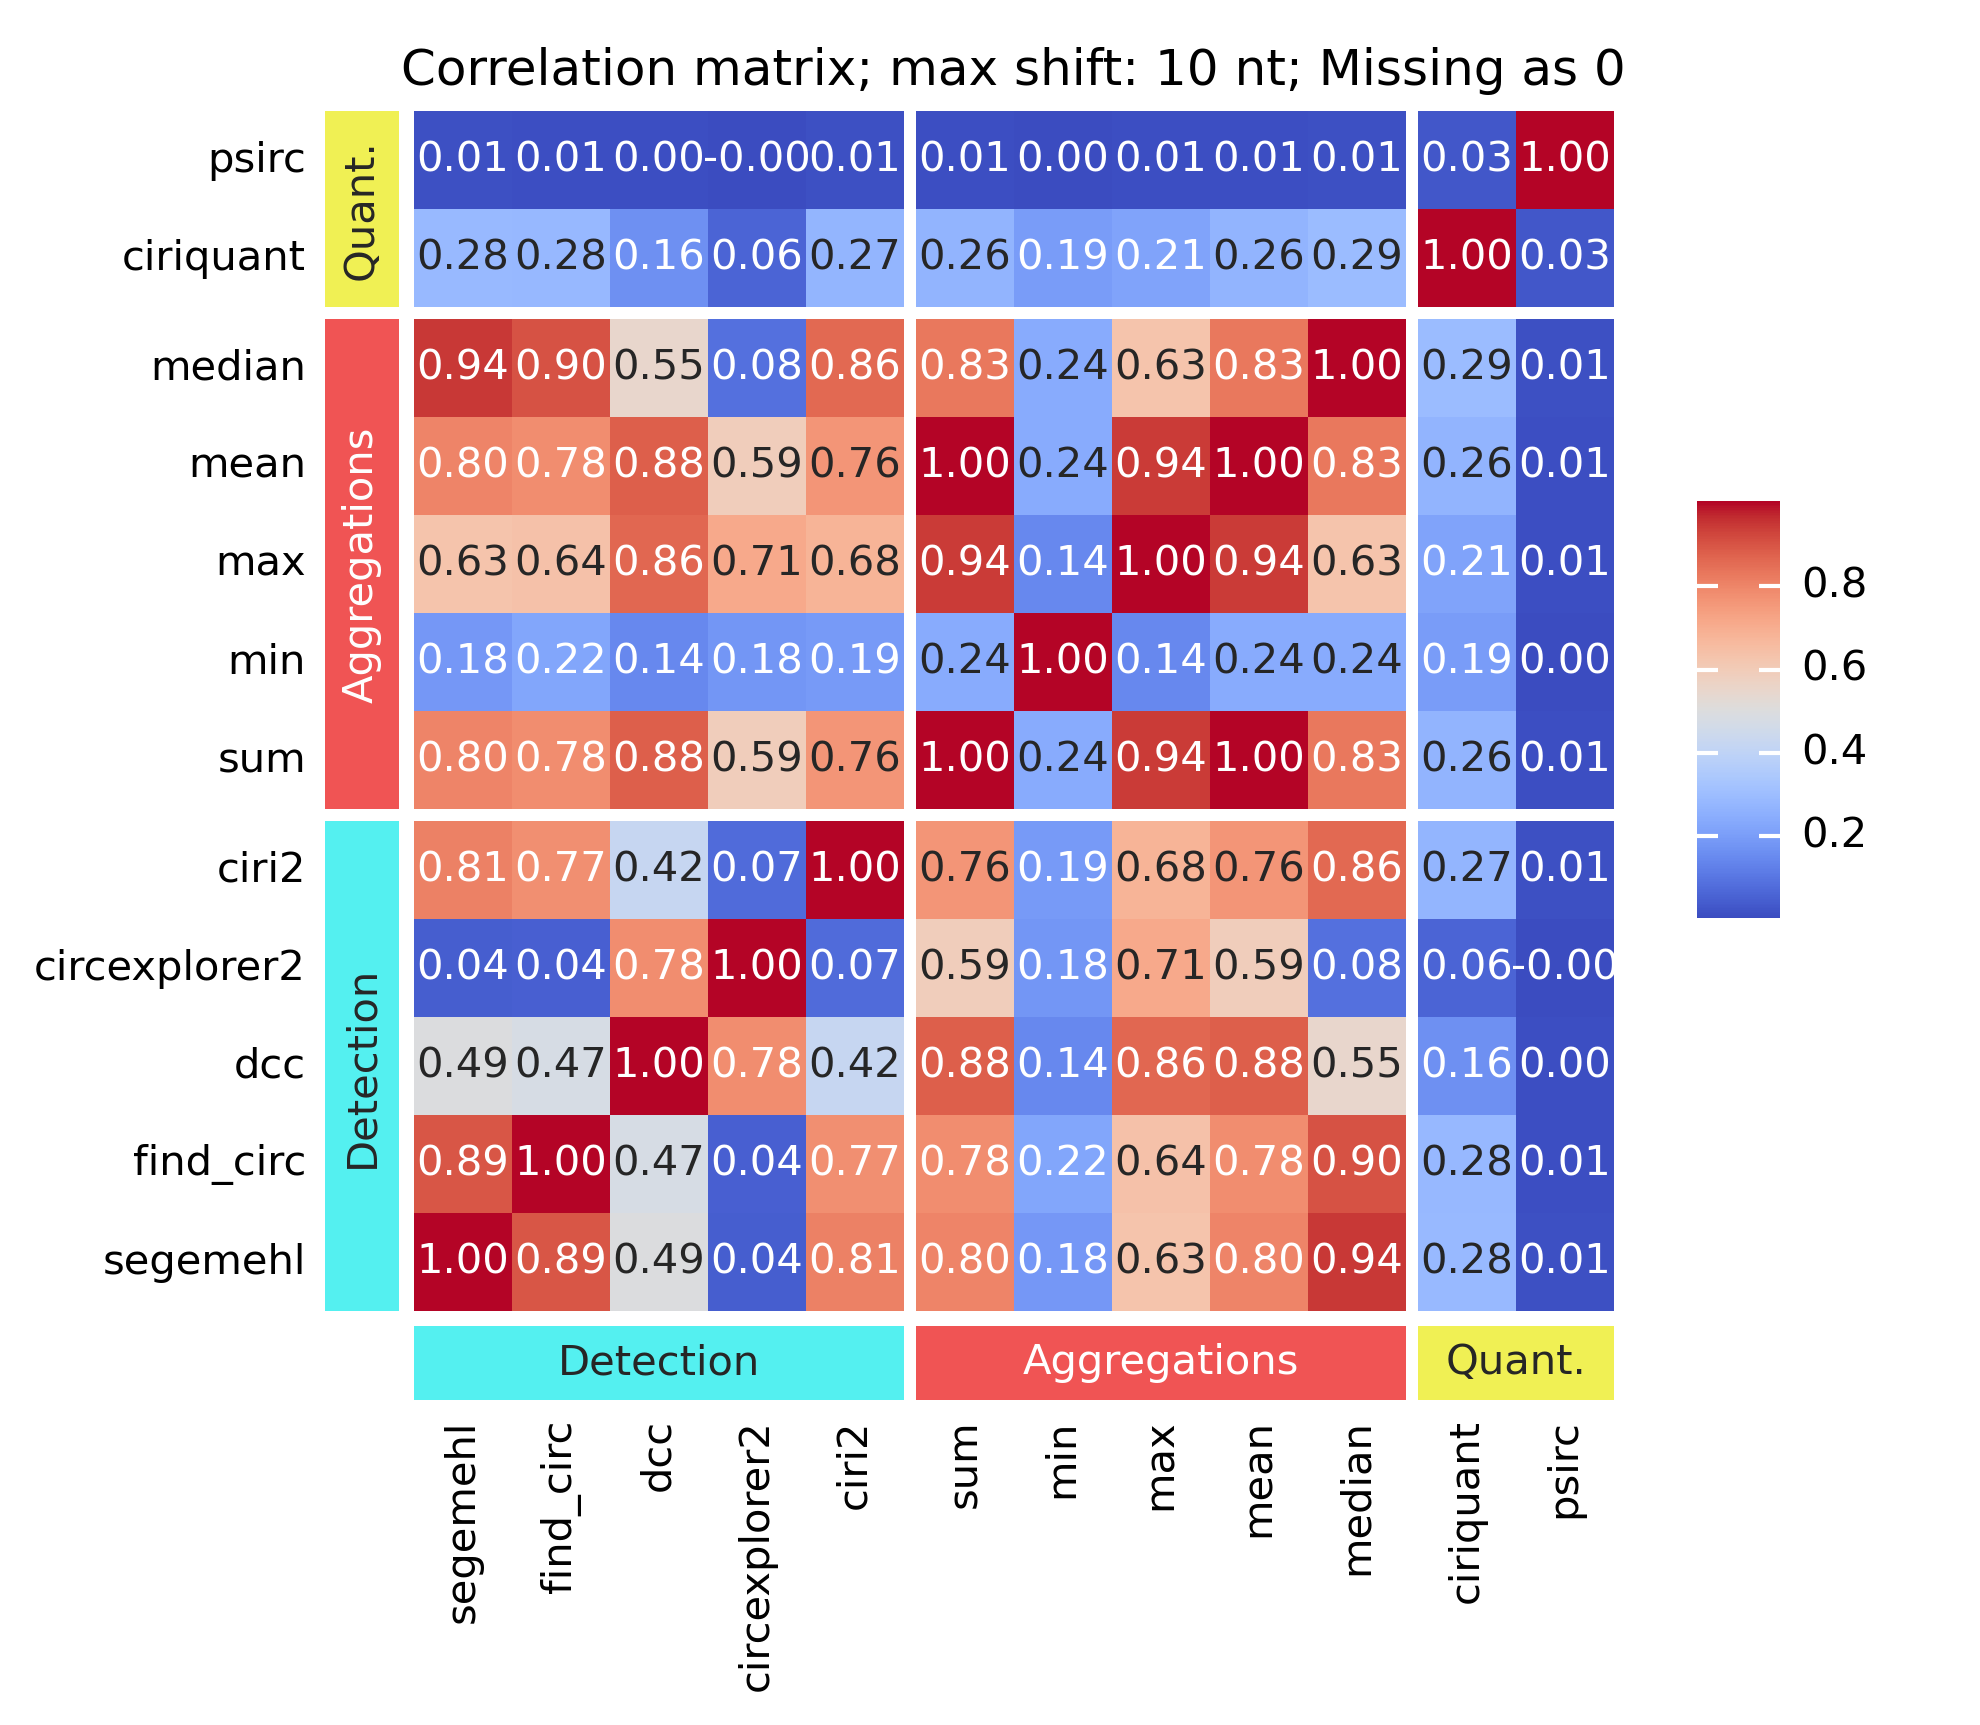 Correlation matrix; max shift: 10 nt; Missing as 0
Quant.
psirc 0.01 0.01 0.00 -0.00 0.01 0.01 0.00 0.01 0.01 0.01 0.03 1.00
ciriquant 0.28 0.28 0.16 0.06 0.27 0.26 0.19 0.21 0.26 0.29 1.00 0.03
Aggregations
median 0.94 0.90 0.55 0.08 0.86 0.83 0.24 0.63 0.83 1.00 0.29 0.01
mean 0.80 0.78 0.88 0.59 0.76 1.00 0.24 0.94 1.00 0.83 0.26 0.01
max 0.63 0.64 0.86 0.71 0.68 0.94 0.14 1.00 0.94 0.63 0.21 0.01
min 0.18 0.22 0.14 0.18 0.19 0.24 1.00 0.14 0.24 0.24 0.19 0.00
sum 0.80 0.78 0.88 0.59 0.76 1.00 0.24 0.94 1.00 0.83 0.26 0.01
Detection
ciri2 0.81 0.77 0.42 0.07 1.00 0.76 0.19 0.68 0.76 0.86 0.27 0.01
circexplorer2 0.04 0.04 0.78 1.00 0.07 0.59 0.18 0.71 0.59 0.08 0.06 -0.00
dcc 0.49 0.47 1.00 0.78 0.42 0.88 0.14 0.86 0.88 0.55 0.16 0.00
find_circ 0.89 1.00 0.47 0.04 0.77 0.78 0.22 0.64 0.78 0.90 0.28 0.01
segemehl 1.00 0.89 0.49 0.04 0.81 0.80 0.18 0.63 0.80 0.94 0.28 0.01
Detection Aggregations Quant.
segemehl find_circ dcc circexplorer2 ciri2 sum min max mean median ciriquant psirc
0.8
0.6
0.4
0.2